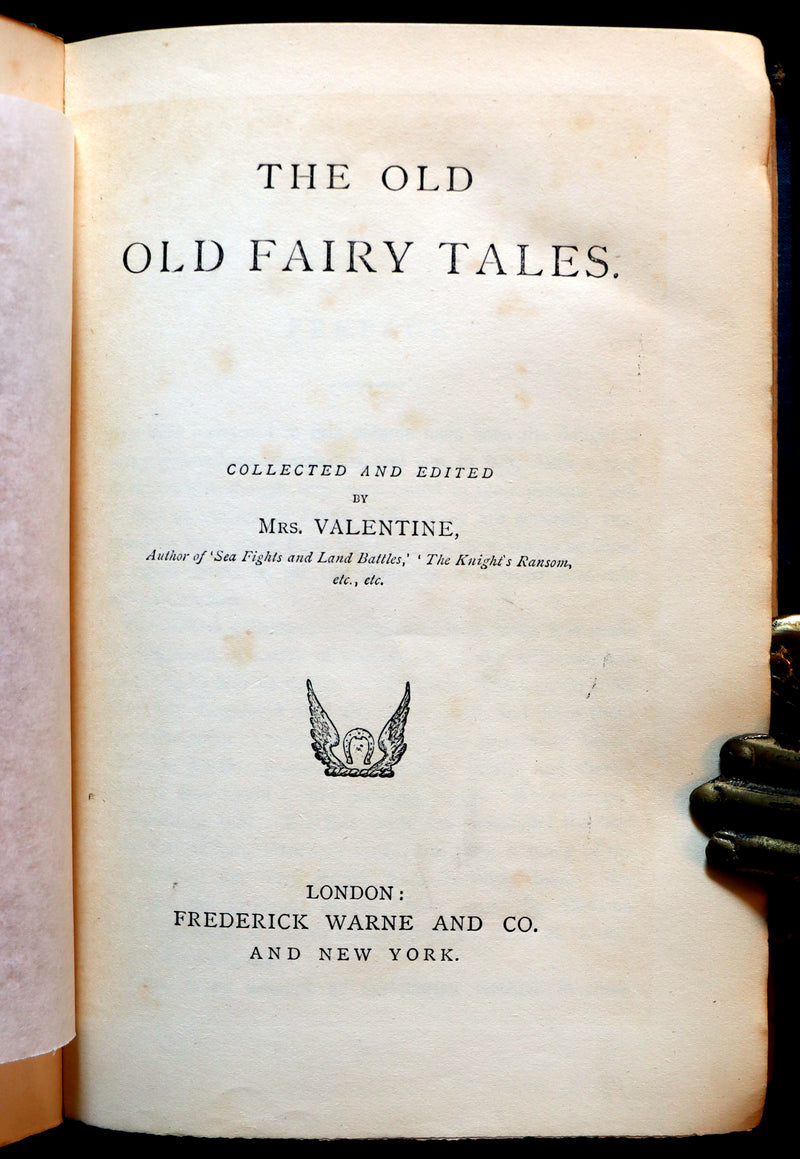 THE OLD
OLD FAIRY TALES.
COLLECTED AND EDITED
BY
MRS. VALENTINE,
Author of 'Sea Fights and Land Battles,' 'The Knight's Ransom,
etc., etc.
LONDON:
FREDERICK WARNE AND CO.
AND NEW YORK.